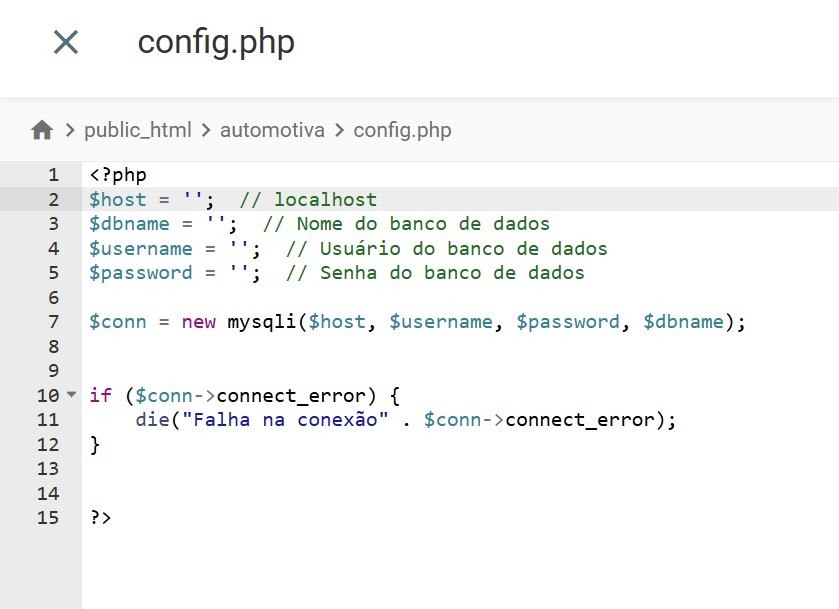 config.php
public_html > automotiva > config.php
1 <?php
2 $host = '';  // localhost
3 $dbname = '';  // Nome do banco de dados
4 $username = '';  // Usuário do banco de dados
5 $password = '';  // Senha do banco de dados
6
7 $conn = new mysqli($host, $username, $password, $dbname);
8
9
10 if ($conn->connect_error) {
11     die("Falha na conexão" . $conn->connect_error);
12 }
13
14
15 ?>